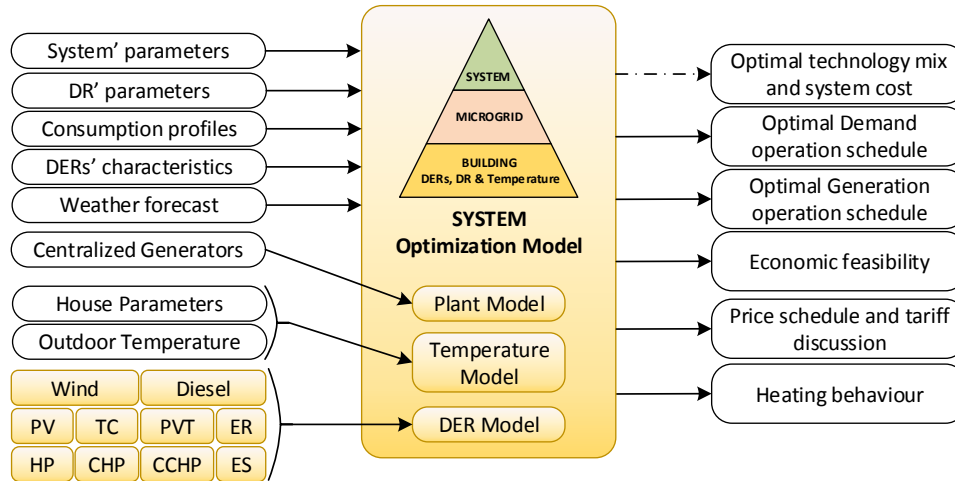 System' parameters
DR' parameters
Consumption profiles
DERs' characteristics
Weather forecast
Centralized Generators
House Parameters
Outdoor Temperature
Wind
Diesel
PV
TC
PVT
ER
HP
CHP
CCHP
ES
SYSTEM
MICROGRID
BUILDING
DERs, DR & Temperature
SYSTEM
Optimization Model
Plant Model
Temperature
Model
DER Model
Optimal technology mix
and system cost
Optimal Demand
operation schedule
Optimal Generation
operation schedule
Economic feasibility
Price schedule and tariff
discussion
Heating behaviour